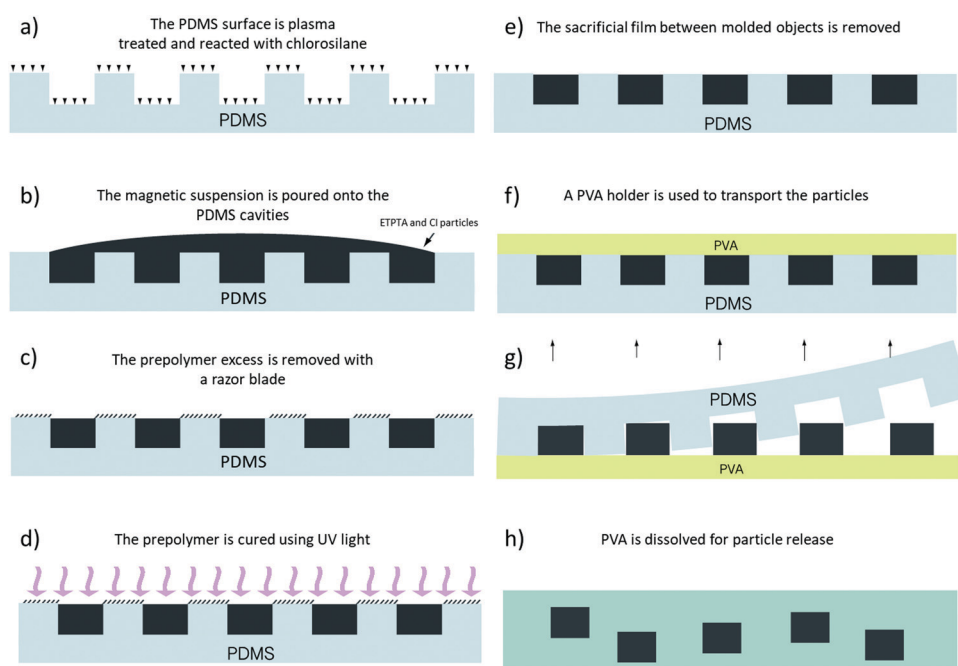 a)
The PDMS surface is plasma
treated and reacted with chlorosilane
PDMS
b)
The magnetic suspension is poured onto the
PDMS cavities
ETPTA and CI particles
PDMS
c)
The prepolymer excess is removed with
a razor blade
PDMS
d)
The prepolymer is cured using UV light
PDMS
e)
The sacrificial film between molded objects is removed
PDMS
f)
A PVA holder is used to transport the particles
PVA
PDMS
g)
PDMS
PVA
h)
PVA is dissolved for particle release